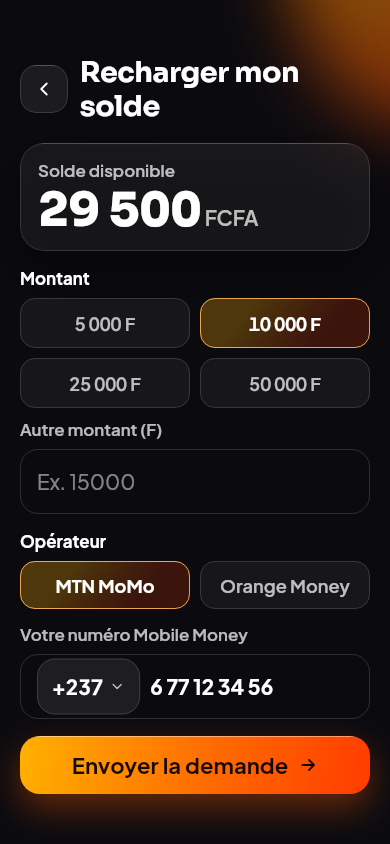 Recharger mon
solde
Solde disponible
29 500 FCFA
Montant
5 000 F
10 000 F
25 000 F
50 000 F
Autre montant (F)
Ex. 15000
Opérateur
MTN MoMo
Orange Money
Votre numéro Mobile Money
+237 6 77 12 34 56
Envoyer la demande →